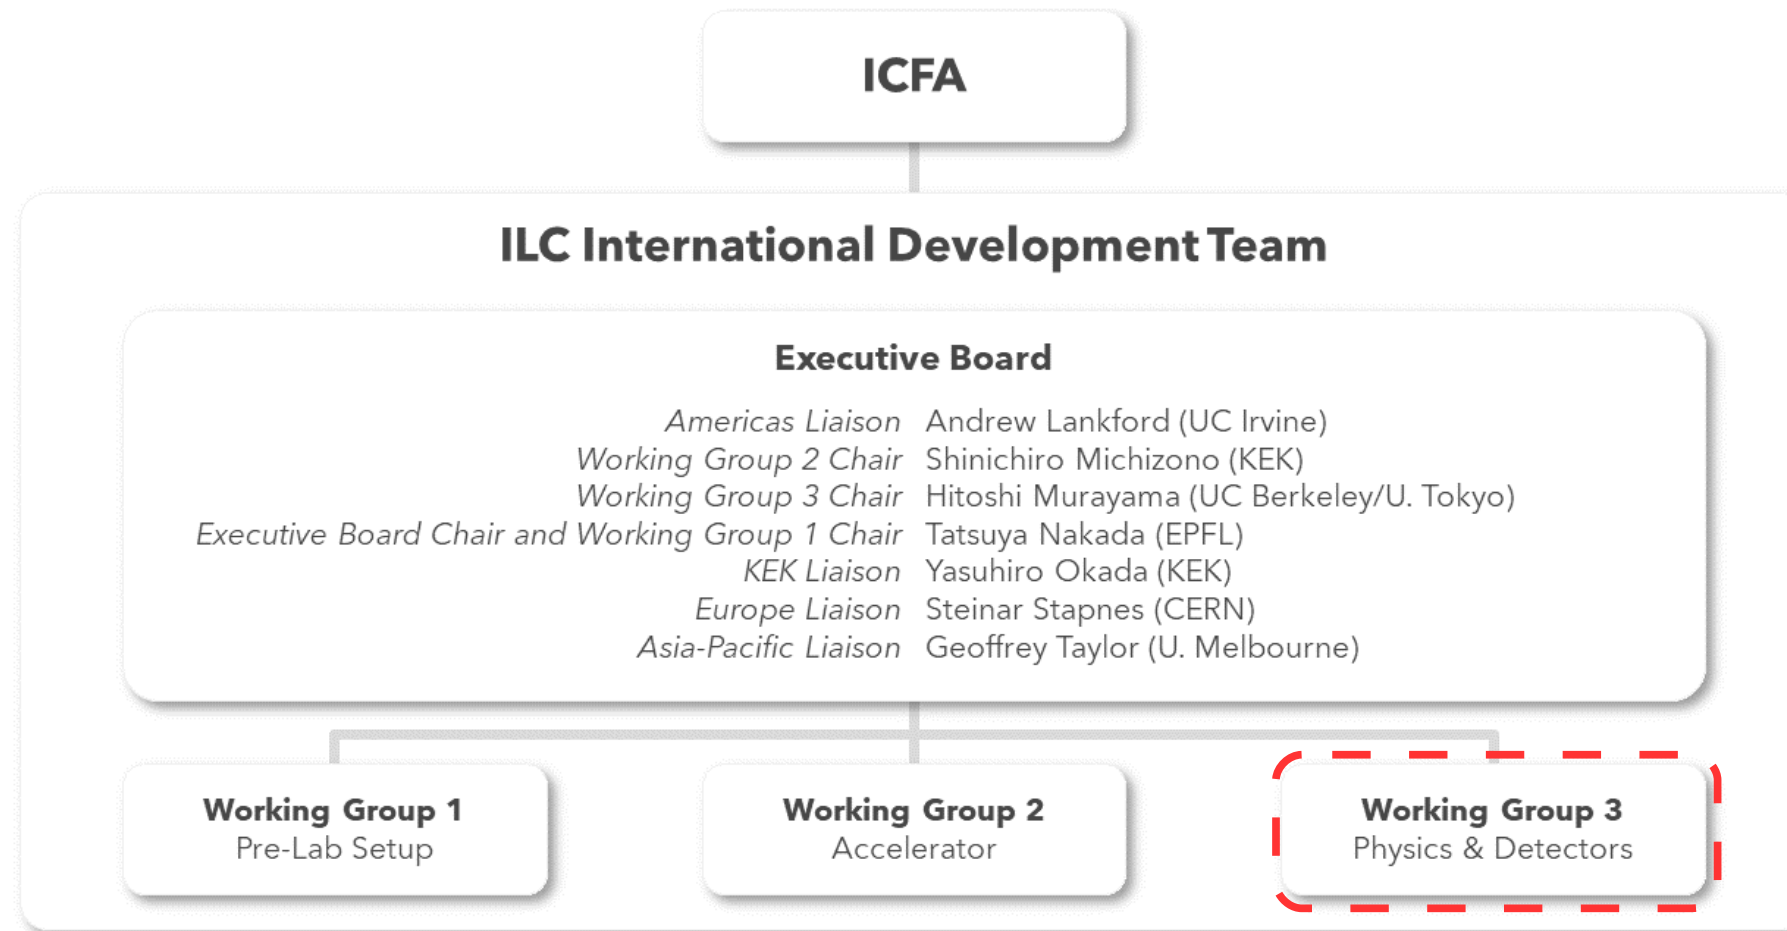 ICFA
ILC International Development Team
Executive Board
Americas Liaison Andrew Lankford (UC Irvine)
Working Group 2 Chair Shinichiro Michizono (KEK)
Working Group 3 Chair Hitoshi Murayama (UC Berkeley/U. Tokyo)
Executive Board Chair and Working Group 1 Chair Tatsuya Nakada (EPFL)
KEK Liaison Yasuhiro Okada (KEK)
Europe Liaison Steinar Stapnes (CERN)
Asia-Pacific Liaison Geoffrey Taylor (U. Melbourne)
Working Group 1
Pre-Lab Setup
Working Group 2
Accelerator
Working Group 3
Physics & Detectors